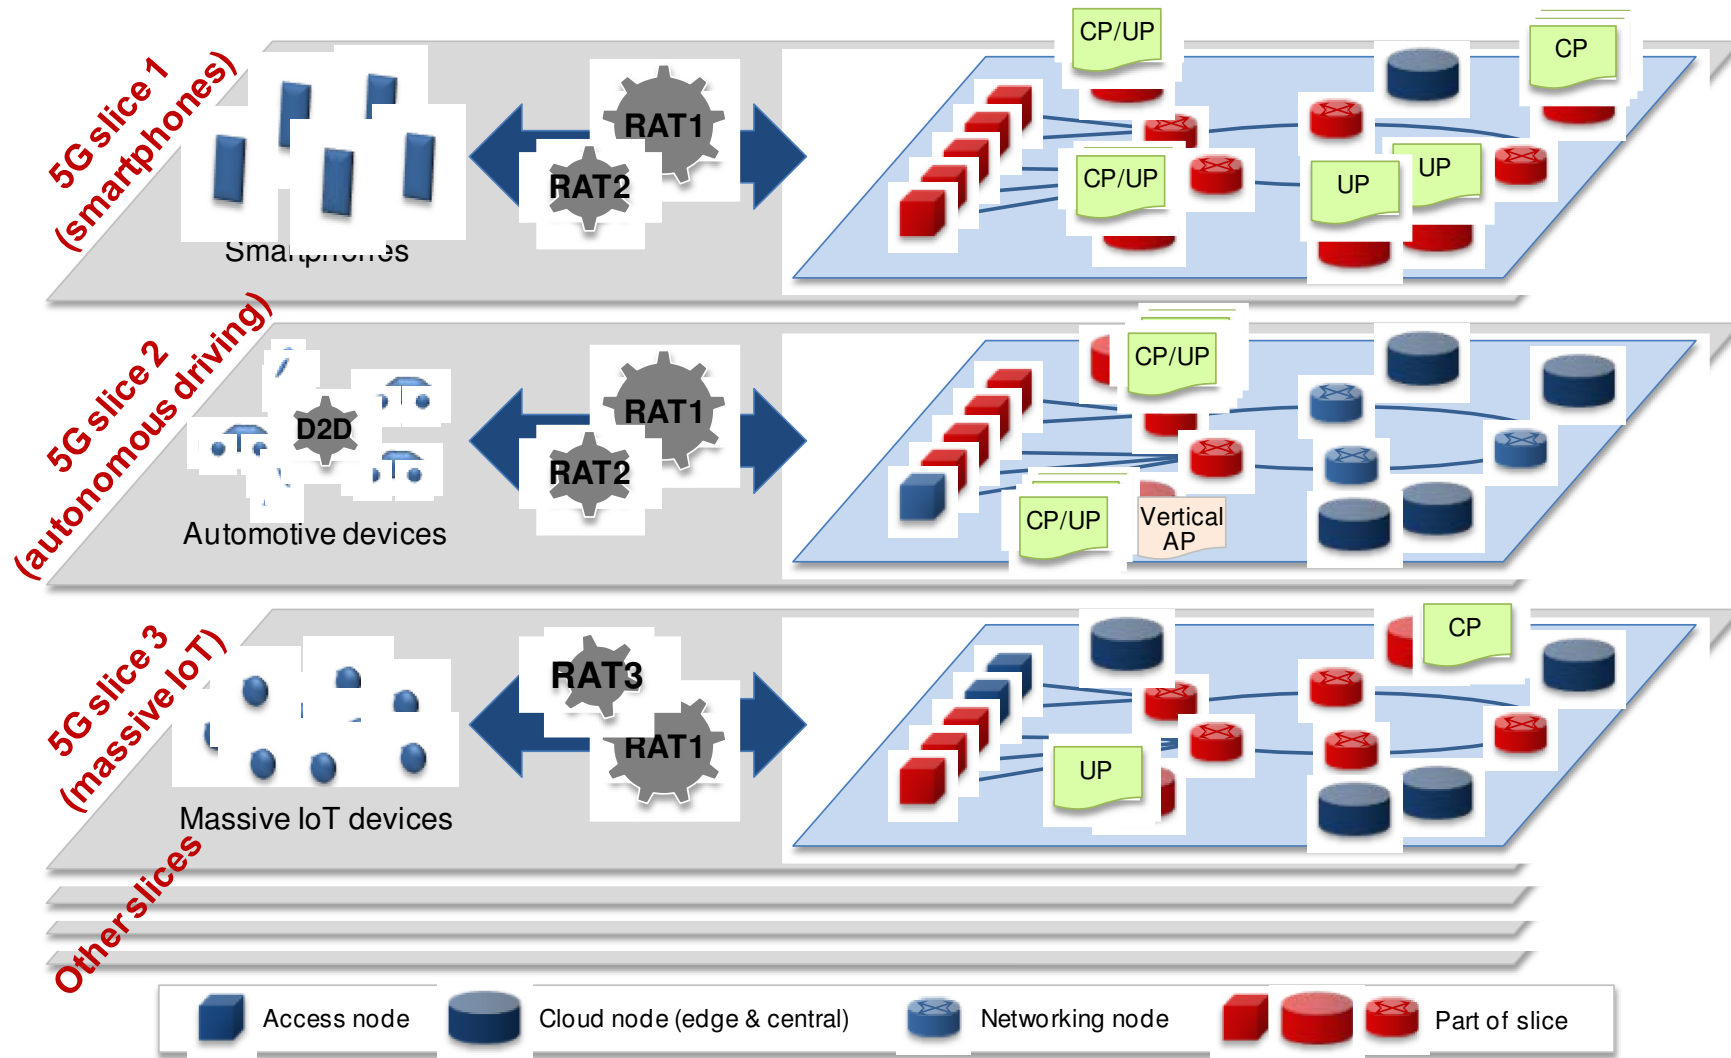 5G slice 1
(smartphones)
CP/UP
CP
RAT1
RAT2
CP/UP
UP
UP
Smartphones
5G slice 2
(autonomous driving)
CP/UP
RAT1
D2D
RAT2
CP/UP
Vertical
AP
Automotive devices
5G slice 3
(massive IoT)
CP
RAT3
RAT1
UP
Massive IoT devices
Other slices
Access node
Cloud node (edge & central)
Networking node
Part of slice